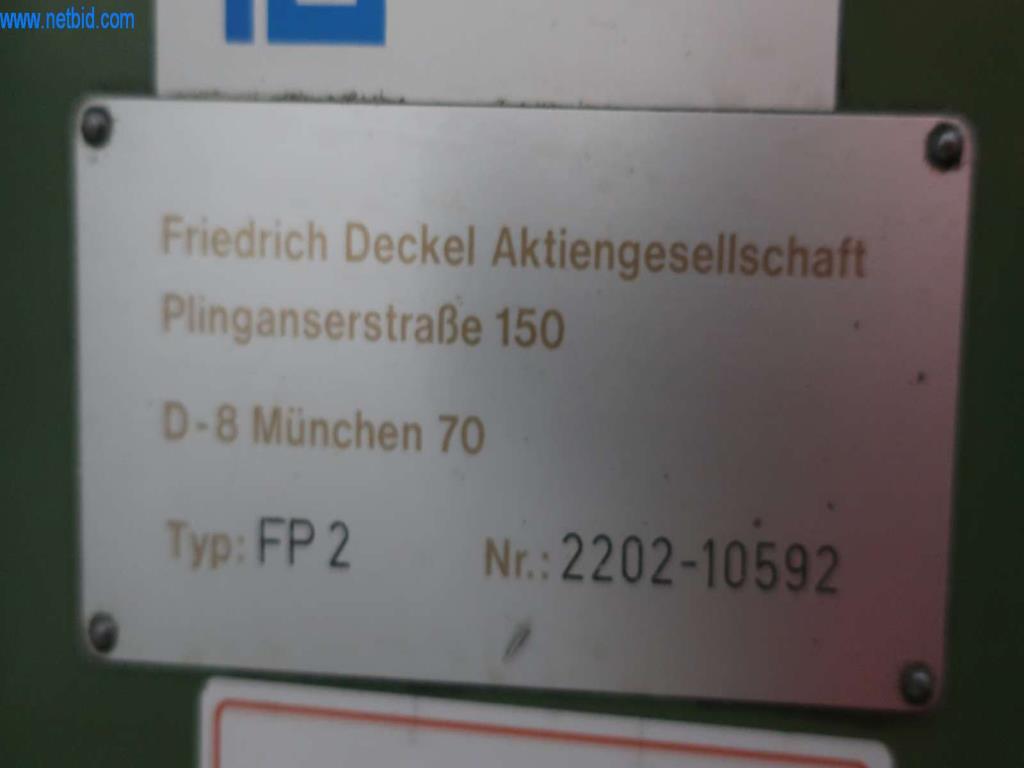 www.netbid.com
Friedrich Deckel Aktiengesellschaft
Plinganserstraße 150
D-8 München 70
Typ: FP 2 Nr.: 2202-10592